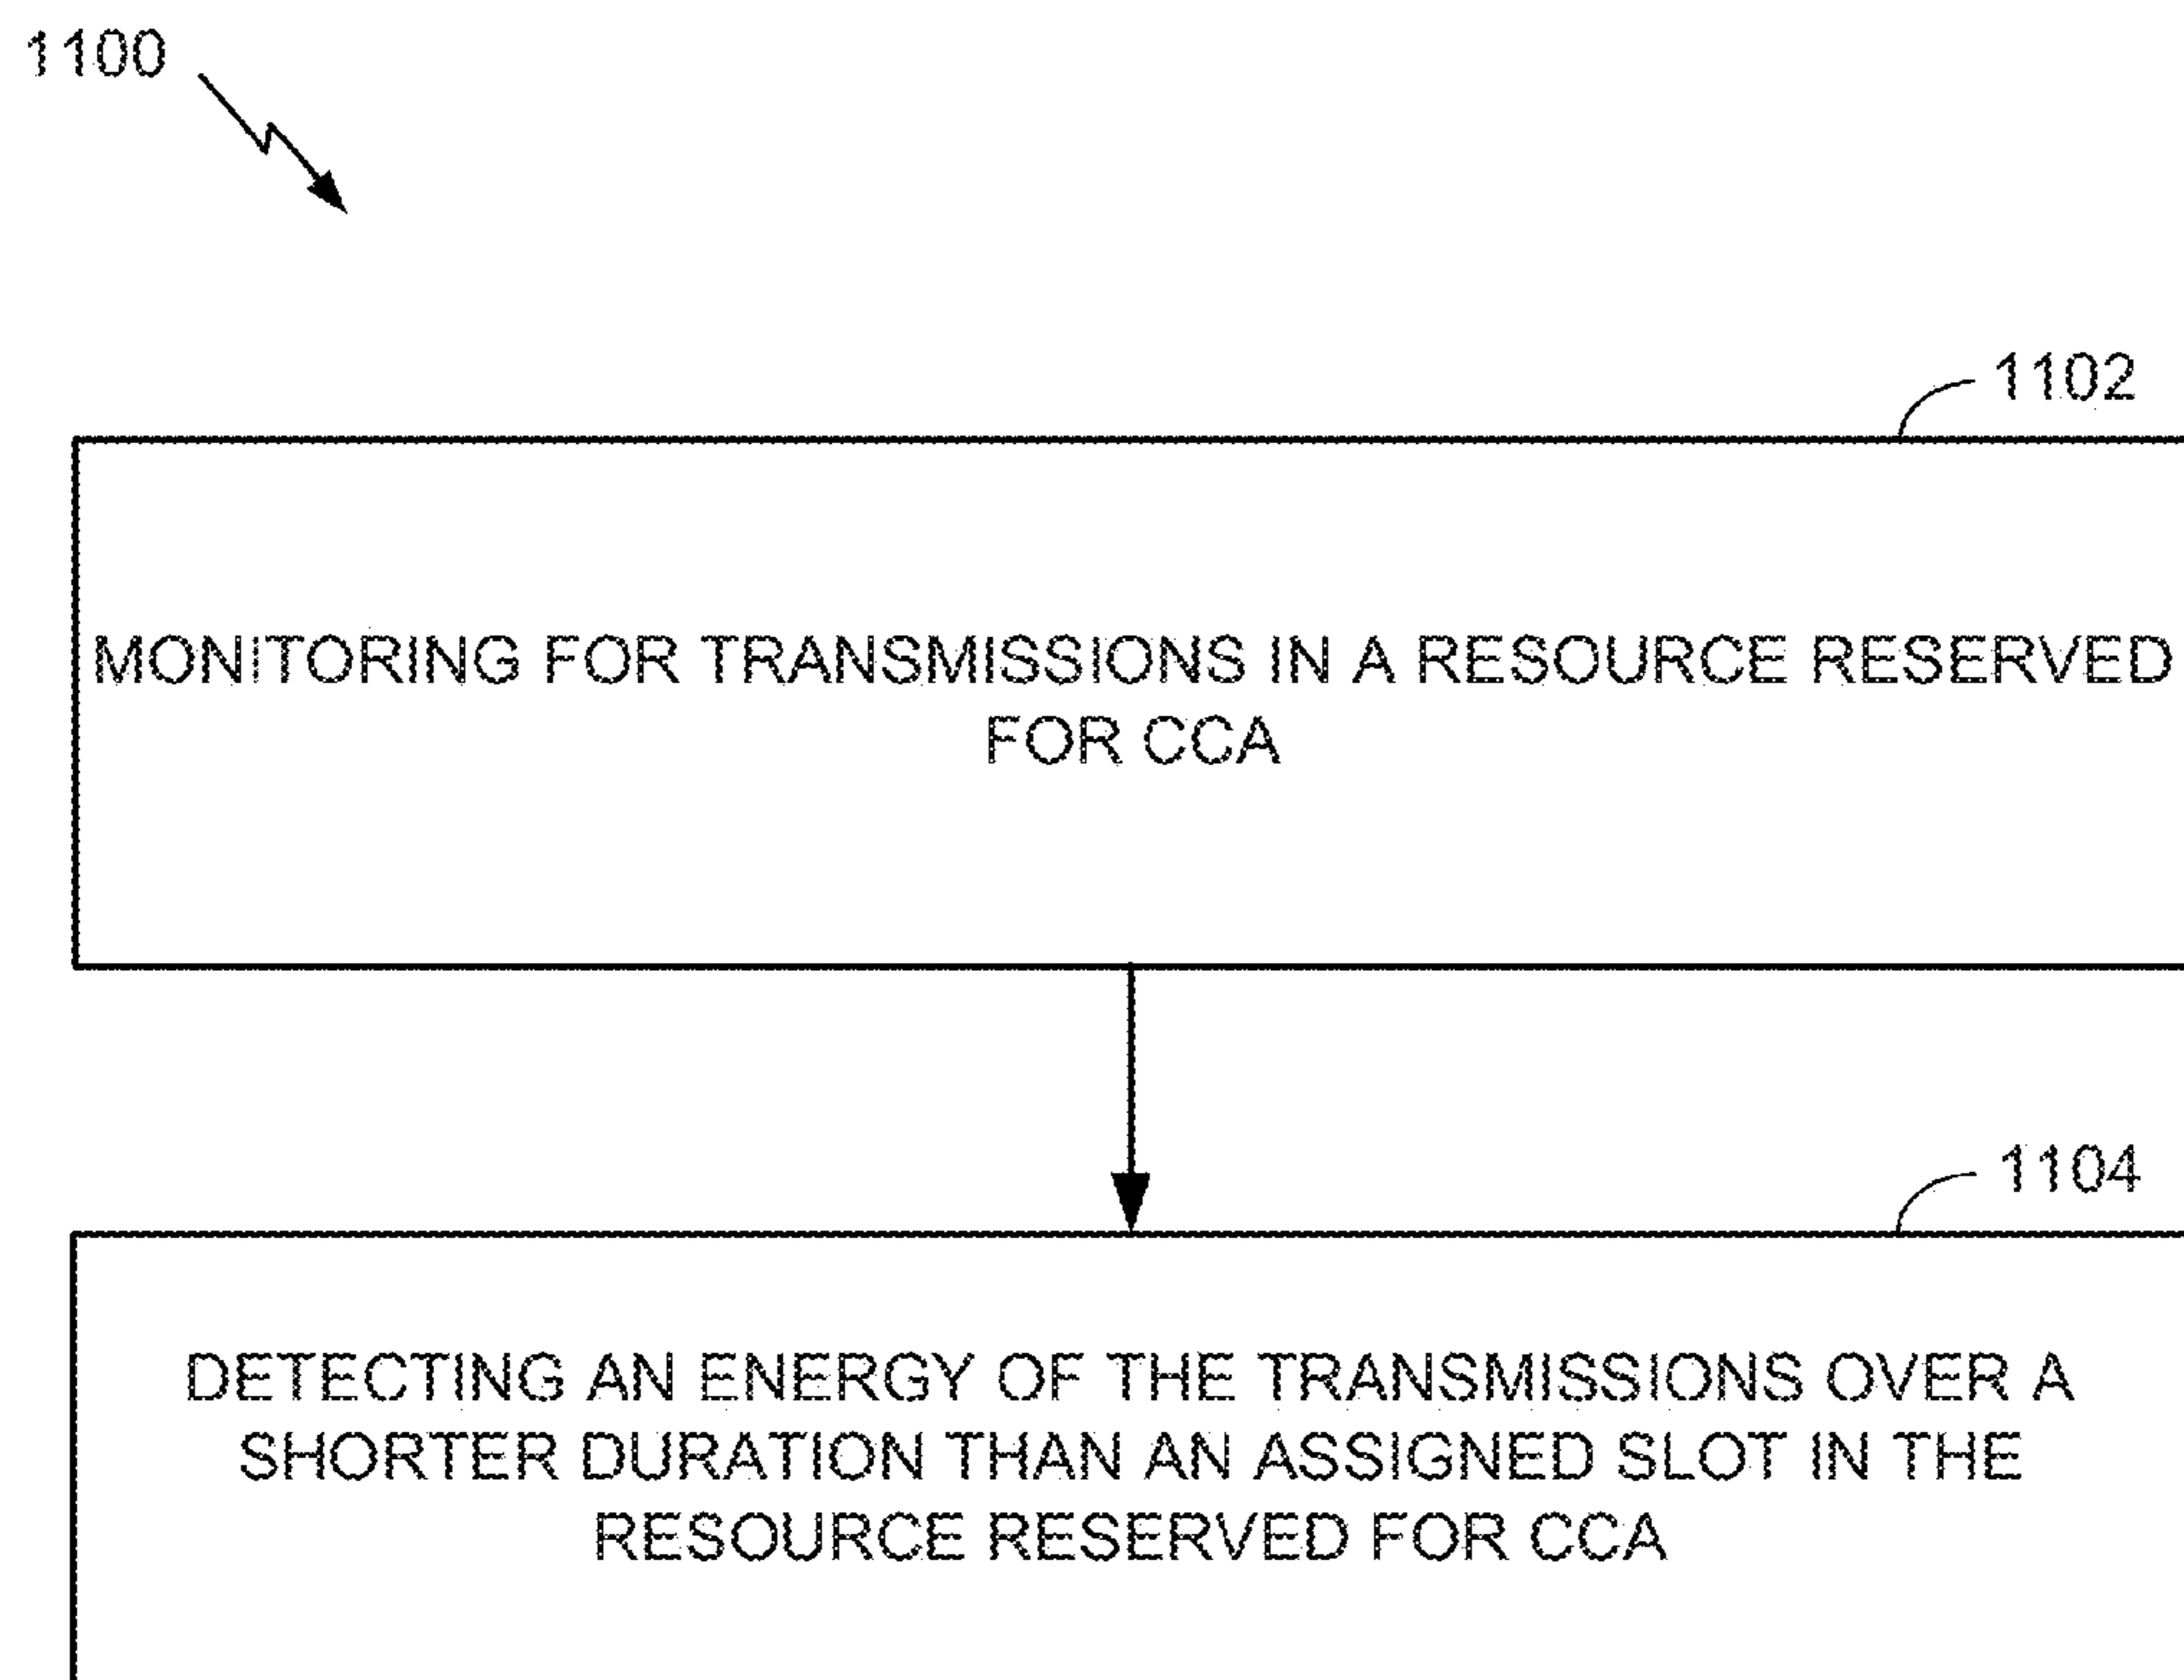 1100
1102
MONITORING FOR TRANSMISSIONS IN A RESOURCE RESERVED
FOR CCA
1104
DETECTING AN ENERGY OF THE TRANSMISSIONS OVER A
SHORTER DURATION THAN AN ASSIGNED SLOT IN THE
RESOURCE RESERVED FOR CCA